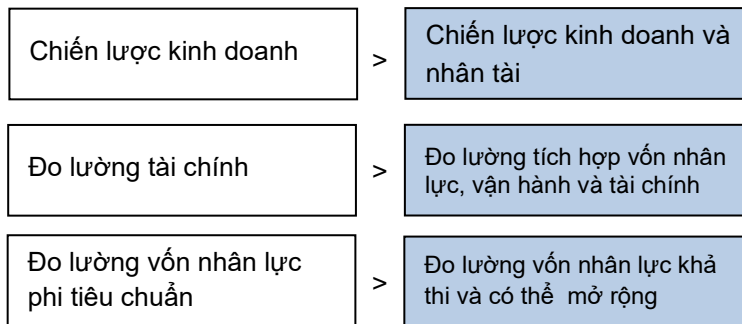 Chiến lược kinh doanh
>
Chiến lược kinh doanh và
nhân tài
Đo lường tài chính
>
Đo lường tích hợp vốn nhân
lực, vận hành và tài chính
Đo lường vốn nhân lực
phi tiêu chuẩn
>
Đo lường vốn nhân lực khả
thi và có thể mở rộng